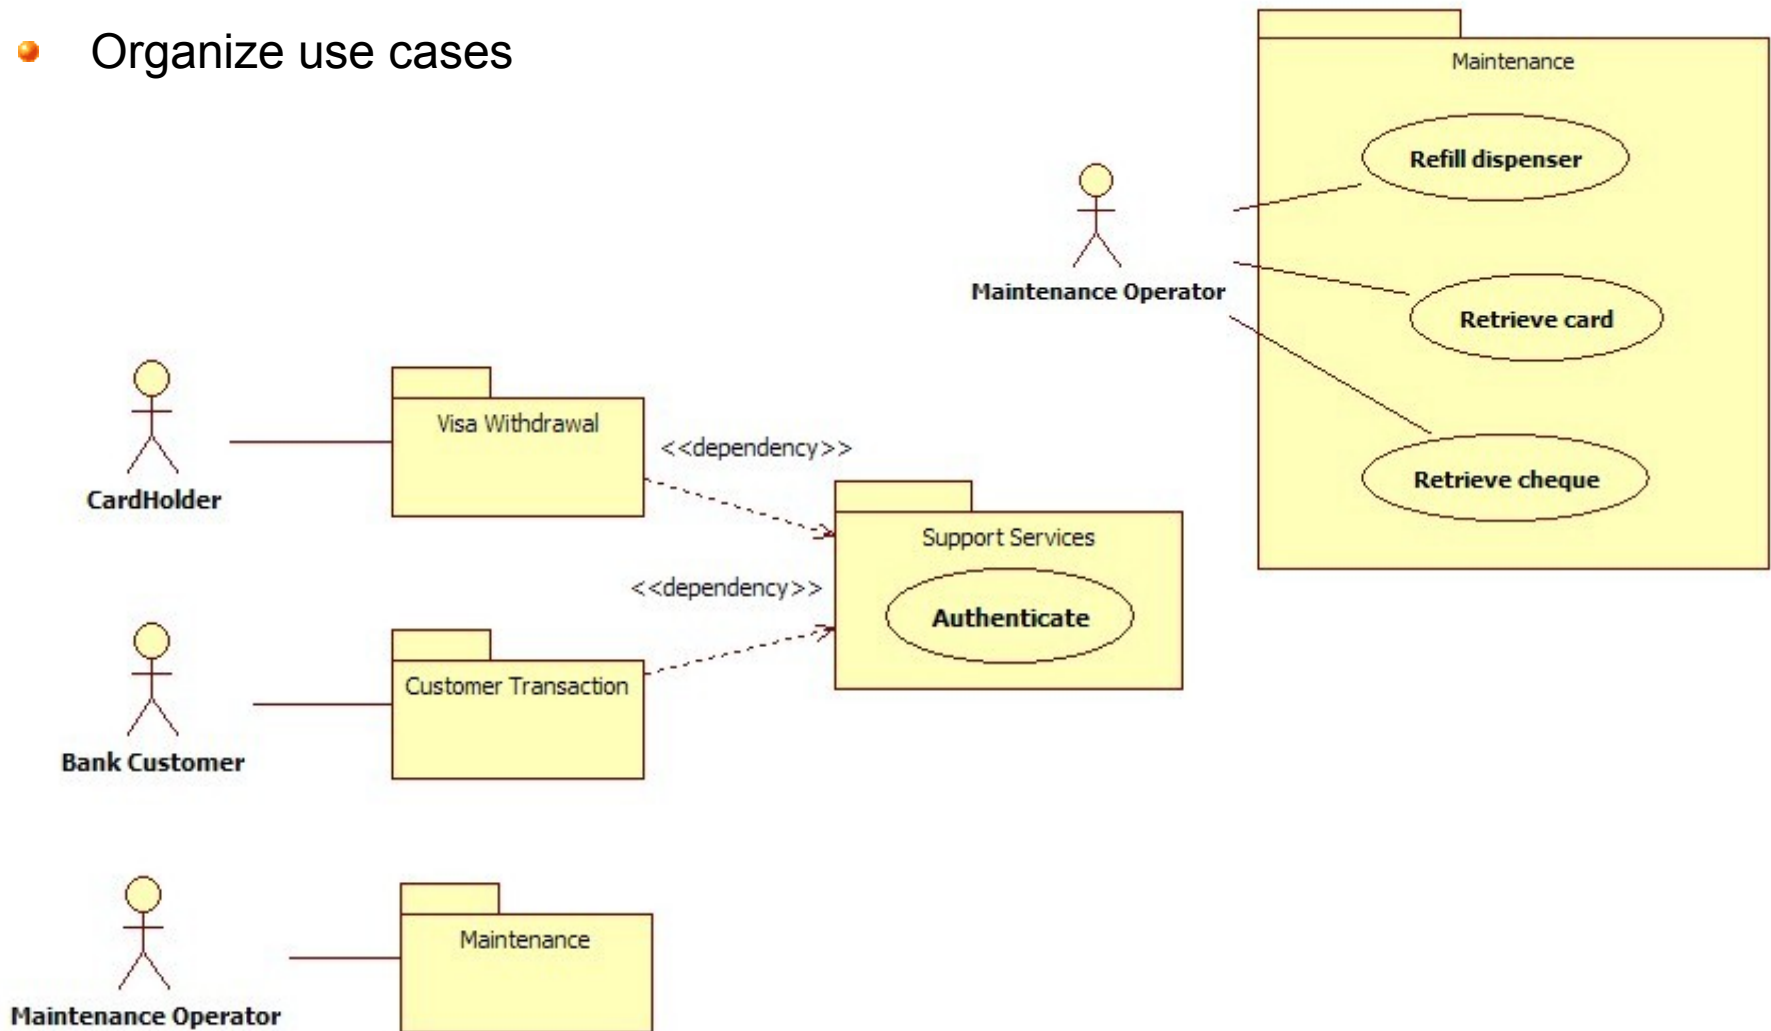 Organize use cases
Maintenance
Refill dispenser
Maintenance Operator
Retrieve card
Retrieve cheque
Visa Withdrawal
<<dependency>>
CardHolder
Support Services
Authenticate
<<dependency>>
Customer Transaction
Bank Customer
Maintenance
Maintenance Operator